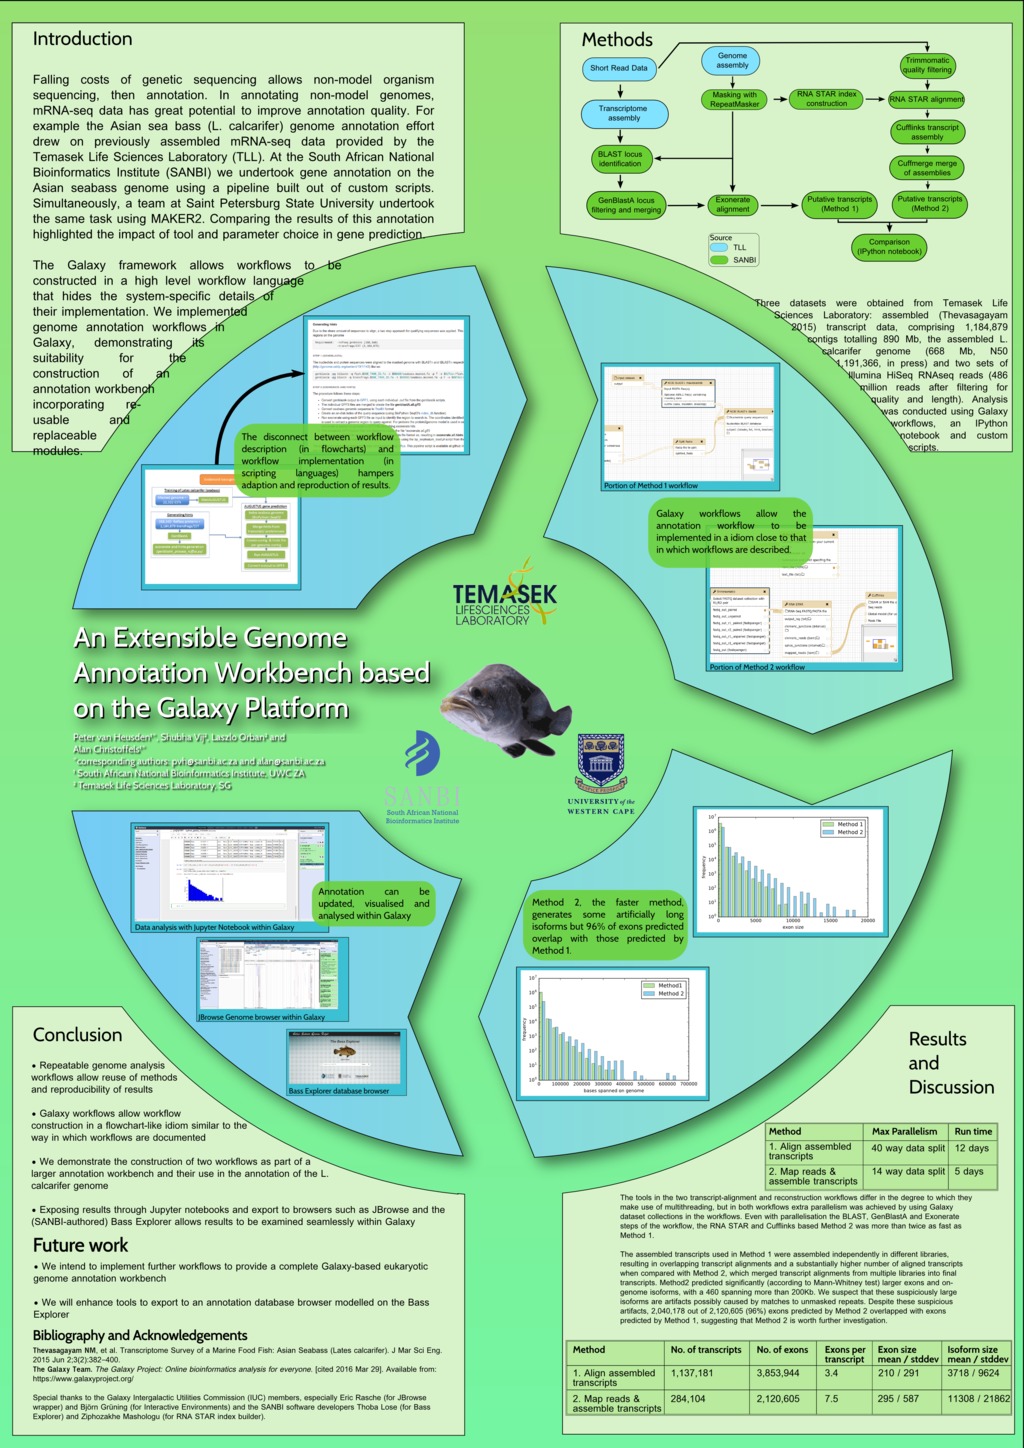 Introduction
Falling costs of genetic sequencing allows non-model organism
sequencing, then annotation. In annotating non-model genomes,
mRNA-seq data has great potential to improve annotation quality. For
example the Asian sea bass (L. calcarifer) genome annotation effort
drew on previously assembled mRNA-seq data provided by the
Temasek Life Sciences Laboratory (TLL). At the South African National
Bioinformatics Institute (SANBI) we undertook gene annotation on the
Asian seabass genome using a pipeline built out of custom scripts.
Simultaneously, a team at Saint Petersburg State University undertook
the same task using MAKER2. Comparing the results of this annotation
highlighted the impact of tool and parameter choice in gene prediction.
The Galaxy framework allows workflows to be
constructed in a high level workflow language
that hides the system-specific details of
their implementation. We implemented
genome annotation workflows in
Galaxy, demonstrating its
suitability for the
construction of an
annotation workbench
incorporating re-
usable and
replaceable
modules.
Methods
Short Read Data
Genome
assembly
Trimmomatic
quality filtering
Transcriptome
assembly
Masking with
RepeatMasker
RNA STAR index
construction
RNA STAR alignment
Cufflinks transcript
assembly
BLAST locus
identification
Cuffmerge merge
of assemblies
GenBlastA locus
filtering and merging
Exonerate
alignment
Putative transcripts
(Method 1)
Putative transcripts
(Method 2)
Source
TLL
SANBI
Comparison
(IPython notebook)
Three datasets were obtained from Temasek Life
Sciences Laboratory: assembled (Thevasagayam
2015) transcript data, comprising 1,184,879
contigs totalling 890 Mb, the assembled L.
calcarifer genome (668 Mb, N50
1,191,366, in press) and two sets of
Illumina HiSeq RNAseq reads (486
million reads after filtering for
quality and length). Analysis
was conducted using Galaxy
workflows, an IPython
notebook and custom
scripts.
The disconnect between workflow
description (in flowcharts) and
workflow implementation (in
scripting languages) hampers
adaption and reproduction of results.
Portion of Method 1 workflow
Galaxy workflows allow the
annotation workflow to be
implemented in a idiom close to that
in which workflows are described.
Portion of Method 2 workflow
TEMASEK
LIFESCIENCES
LABORATORY
An Extensible Genome
Annotation Workbench based
on the Galaxy Platform
Peter van Heusden¹*, Shubha Vij², Laszlo Orban² and
Alan Christoffels¹*
*corresponding authors: pvh@sanbi.ac.za and alan@sanbi.ac.za
¹ South African National Bioinformatics Institute, UWC ZA
² Temasek Life Sciences Laboratory, SG
SANBI
South African National
Bioinformatics Institute
UNIVERSITY of the
WESTERN CAPE
Annotation can be
updated, visualised and
analysed within Galaxy
Data analysis with Jupyter Notebook within Galaxy
JBrowse Genome browser within Galaxy
The Bass Explorer
Bass Explorer database browser
Method 2, the faster method,
generates some artificially long
isoforms but 96% of exons predicted
overlap with those predicted by
Method 1.
Method 1
Method 2
frequency
0 5000 10000 15000 20000
exon size
Method1
Method 2
frequency
0 100000 200000 300000 400000 500000 600000 700000
bases spanned on genome
Conclusion
• Repeatable genome analysis
workflows allow reuse of methods
and reproducibility of results
• Galaxy workflows allow workflow
construction in a flowchart-like idiom similar to the
way in which workflows are documented
• We demonstrate the construction of two workflows as part of a
larger annotation workbench and their use in the annotation of the L.
calcarifer genome
• Exposing results through Jupyter notebooks and export to browsers such as JBrowse and the
(SANBI-authored) Bass Explorer allows results to be examined seamlessly within Galaxy
Future work
• We intend to implement further workflows to provide a complete Galaxy-based eukaryotic
genome annotation workbench
• We will enhance tools to export to an annotation database browser modelled on the Bass
Explorer
Bibliography and Acknowledgements
Thevasagayam NM, et al. Transcriptome Survey of a Marine Food Fish: Asian Seabass (Lates calcarifer). J Mar Sci Eng.
2015 Jun 2;3(2):382–400.
The Galaxy Team. The Galaxy Project: Online bioinformatics analysis for everyone. [cited 2016 Mar 29]. Available from:
https://www.galaxyproject.org/
Special thanks to the Galaxy Intergalactic Utilities Commission (IUC) members, especially Eric Rasche (for JBrowse
wrapper) and Björn Grüning (for Interactive Environments) and the SANBI software developers Thoba Lose (for Bass
Explorer) and Ziphozakhe Mashologu (for RNA STAR index builder).
Results
and
Discussion
Method Max Parallelism Run time
1. Align assembled
transcripts 40 way data split 12 days
2. Map reads &
assemble transcripts 14 way data split 5 days
The tools in the two transcript-alignment and reconstruction workflows differ in the degree to which they
make use of multithreading, but in both workflows extra parallelism was achieved by using Galaxy
dataset collections in the workflows. Even with parallelisation the BLAST, GenBlastA and Exonerate
steps of the workflow, the RNA STAR and Cufflinks based Method 2 was more than twice as fast as
Method 1.
The assembled transcripts used in Method 1 were assembled independently in different libraries,
resulting in overlapping transcript alignments and a substantially higher number of aligned transcripts
when compared with Method 2, which merged transcript alignments from multiple libraries into final
transcripts. Method2 predicted significantly (according to Mann-Whitney test) larger exons and on-
genome isoforms, with a 460 spanning more than 200Kb. We suspect that these suspiciously large
isoforms are artifacts possibly caused by matches to unmasked repeats. Despite these suspicious
artifacts, 2,040,178 out of 2,120,605 (96%) exons predicted by Method 2 overlapped with exons
predicted by Method 1, suggesting that Method 2 is worth further investigation.
Method No. of transcripts No. of exons Exons per transcript Exon size mean / stddev Isoform size mean / stddev
1. Align assembled
transcripts 1,137,181 3,853,944 3.4 210 / 291 3718 / 9624
2. Map reads &
assemble transcripts 284,104 2,120,605 7.5 295 / 587 11308 / 21862